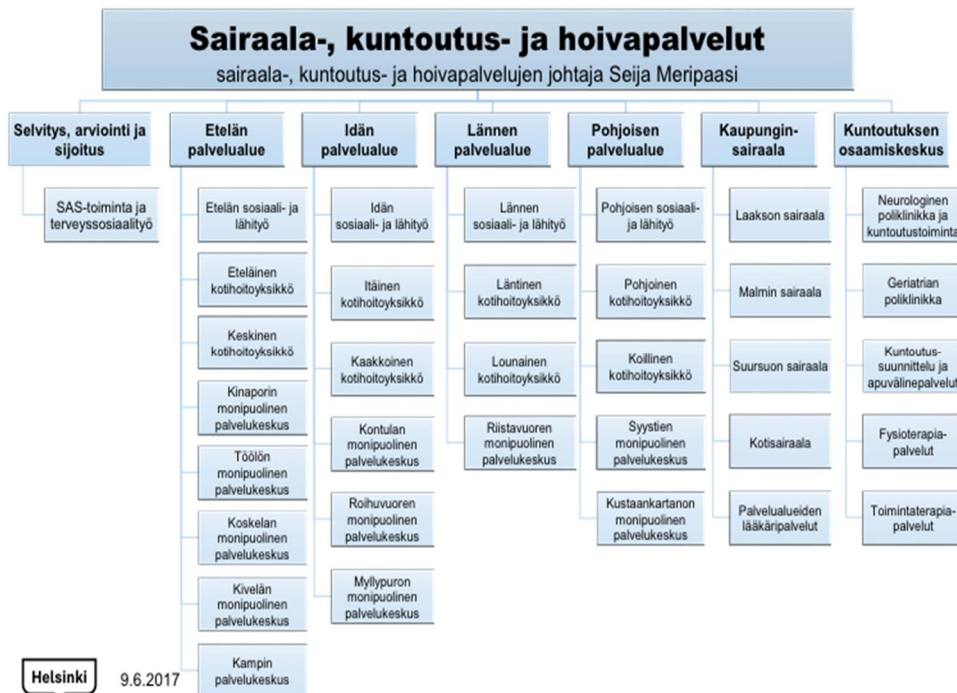 Sairaala-, kuntoutus- ja hoivapalvelut
sairaala-, kuntoutus- ja hoivapalvelujen johtaja Seija Meripaasi
Selvitys, arviointi ja
sijoitus
SAS-toiminta ja
terveyssosiaalityö
Etelän
palvelualue
Etelän sosiaali- ja
lähityö
Eteläinen
kotihoitoyksikkö
Keskinen
kotihoitoyksikkö
Kinaporin
monipuolinen
palvelukeskus
Töölön
monipuolinen
palvelukeskus
Koskelan
monipuolinen
palvelukeskus
Kivelän
monipuolinen
palvelukeskus
Kampin
palvelukeskus
Idän
palvelualue
Idän
sosiaali- ja lähityö
Itäinen
kotihoitoyksikkö
Kaakkoinen
kotihoitoyksikkö
Kontulan
monipuolinen
palvelukeskus
Roihuvuoren
monipuolinen
palvelukeskus
Myllypuron
monipuolinen
palvelukeskus
Lännen
palvelualue
Lännen
sosiaali- ja lähityö
Läntinen
kotihoitoyksikkö
Lounainen
kotihoitoyksikkö
Riistavuoren
monipuolinen
palvelukeskus
Pohjoisen
palvelualue
Pohjoisen sosiaali-
ja lähityö
Pohjoinen
kotihoitoyksikkö
Koillinen
kotihoitoyksikkö
Syystien
monipuolinen
palvelukeskus
Kustaankartanon
monipuolinen
palvelukeskus
Kaupungin-
sairaala
Laakson sairaala
Malmin sairaala
Suursuon sairaala
Kotisairaala
Palvelualueiden
lääkäripalvelut
Kuntoutuksen
osaamiskeskus
Neurologinen
poliklinikka ja
kuntoutustoiminta
Geriatrian
poliklinikka
Kuntoutus-
suunnittelu ja
apuvälinepalvelut
Fysioterapia-
palvelut
Toimintaterapia-
palvelut
Helsinki
9.6.2017